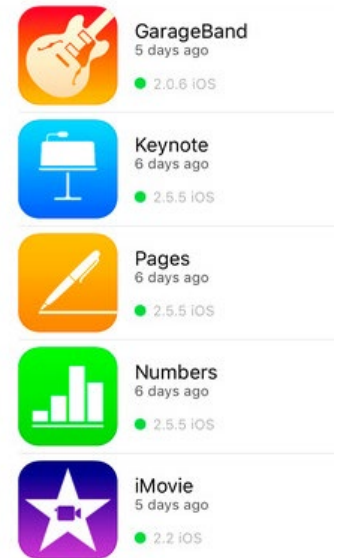 GarageBand
5 days ago
2.0.6 iOS
Keynote
6 days ago
2.5.5 iOS
Pages
6 days ago
2.5.5 iOS
Numbers
6 days ago
2.5.5 iOS
iMovie
5 days ago
2.2 iOS